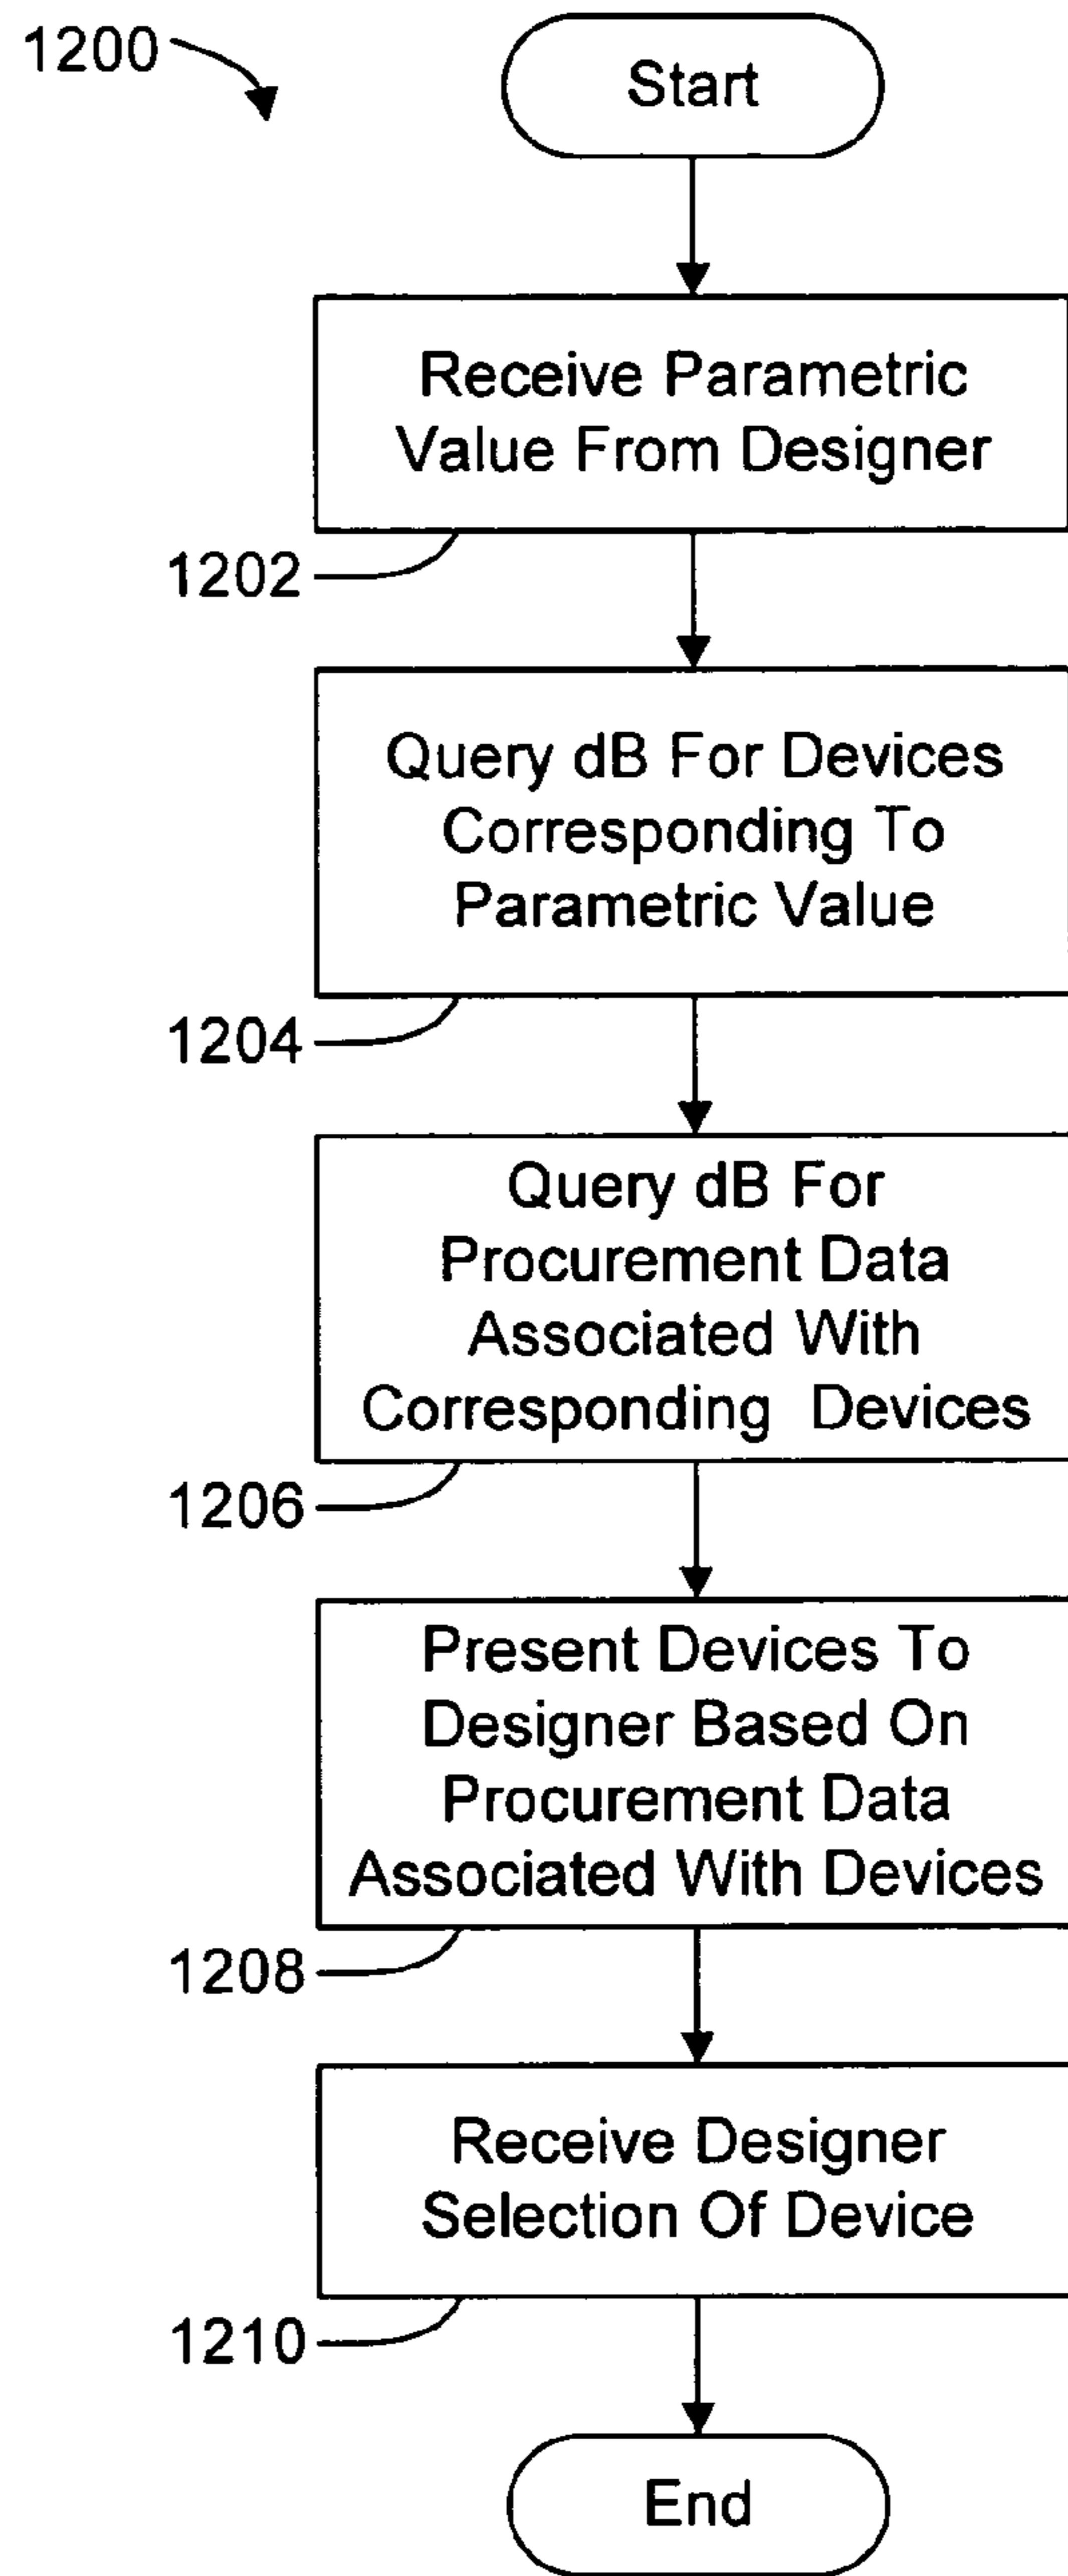 1200
Start
Receive Parametric
Value From Designer
1202
Query dB For Devices
Corresponding To
Parametric Value
1204
Query dB For
Procurement Data
Associated With
Corresponding Devices
1206
Present Devices To
Designer Based On
Procurement Data
Associated With Devices
1208
Receive Designer
Selection Of Device
1210
End